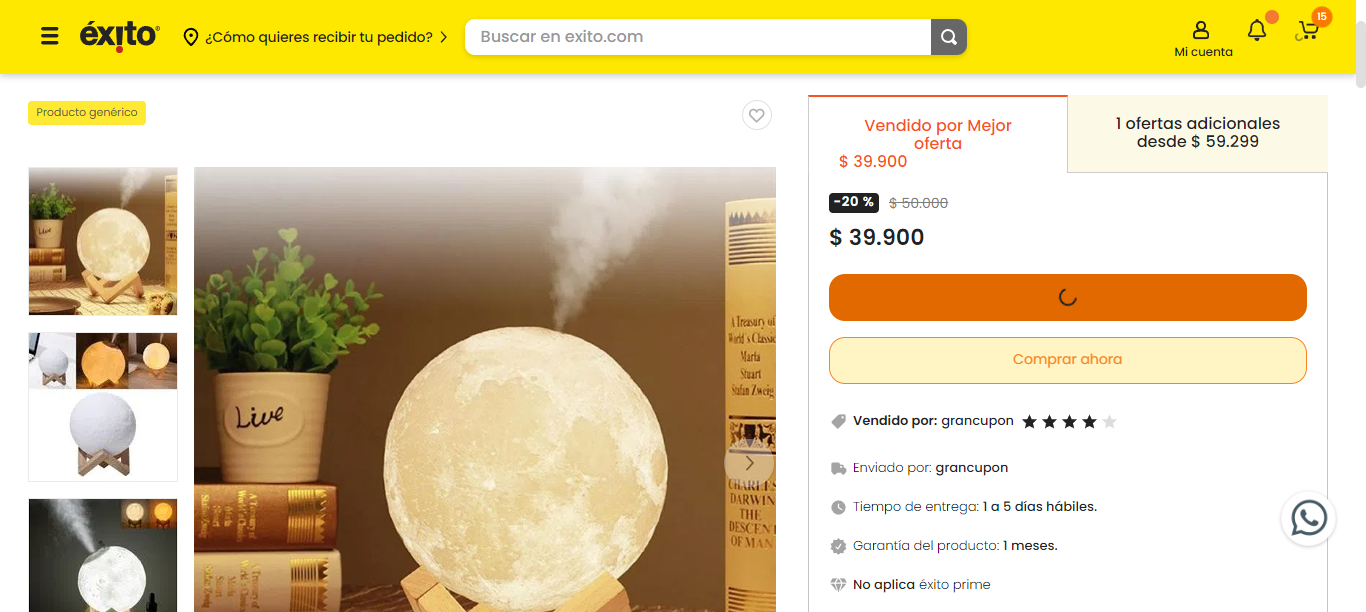 éxito
¿Cómo quieres recibir tu pedido?
Buscar en exito.com
Mi cuenta
15
Producto genérico
Vendido por Mejor
oferta
$ 39.900
1 ofertas adicionales
desde $ 59.299
-20 % $ 50.000
$ 39.900
Comprar ahora
Vendido por: grancupon
Enviado por: grancupon
Tiempo de entrega: 1 a 5 días hábiles.
Garantía del producto: 1 meses.
No aplica éxito prime
Live
A Treasury of
World's Classics
Marta
Stuart
Stafan Zweig
CHARLES
DARWIN
THE
DESCENT
OF MAN